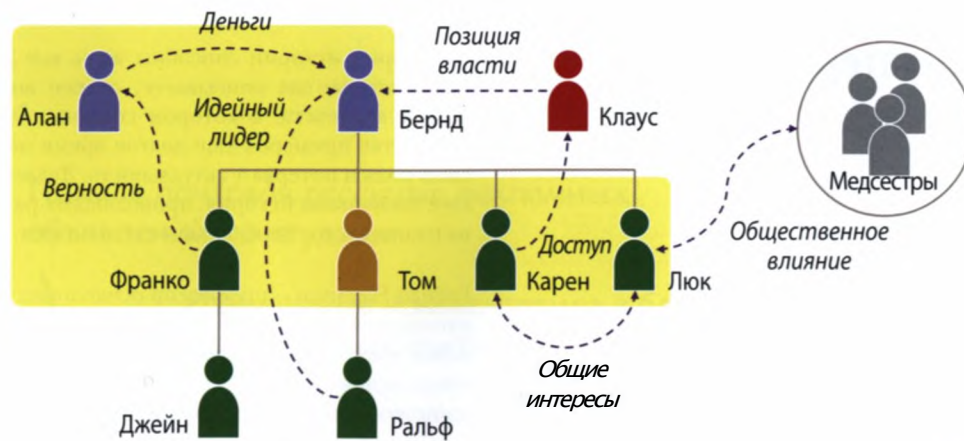 Деньги
Позиция
власти
Идейный
лидер
Алан
Бернд
Клаус
Медсестры
Верность
Доступ
Общественное
влияние
Франко
Том
Карен
Люк
Общие
интересы
Джейн
Ральф